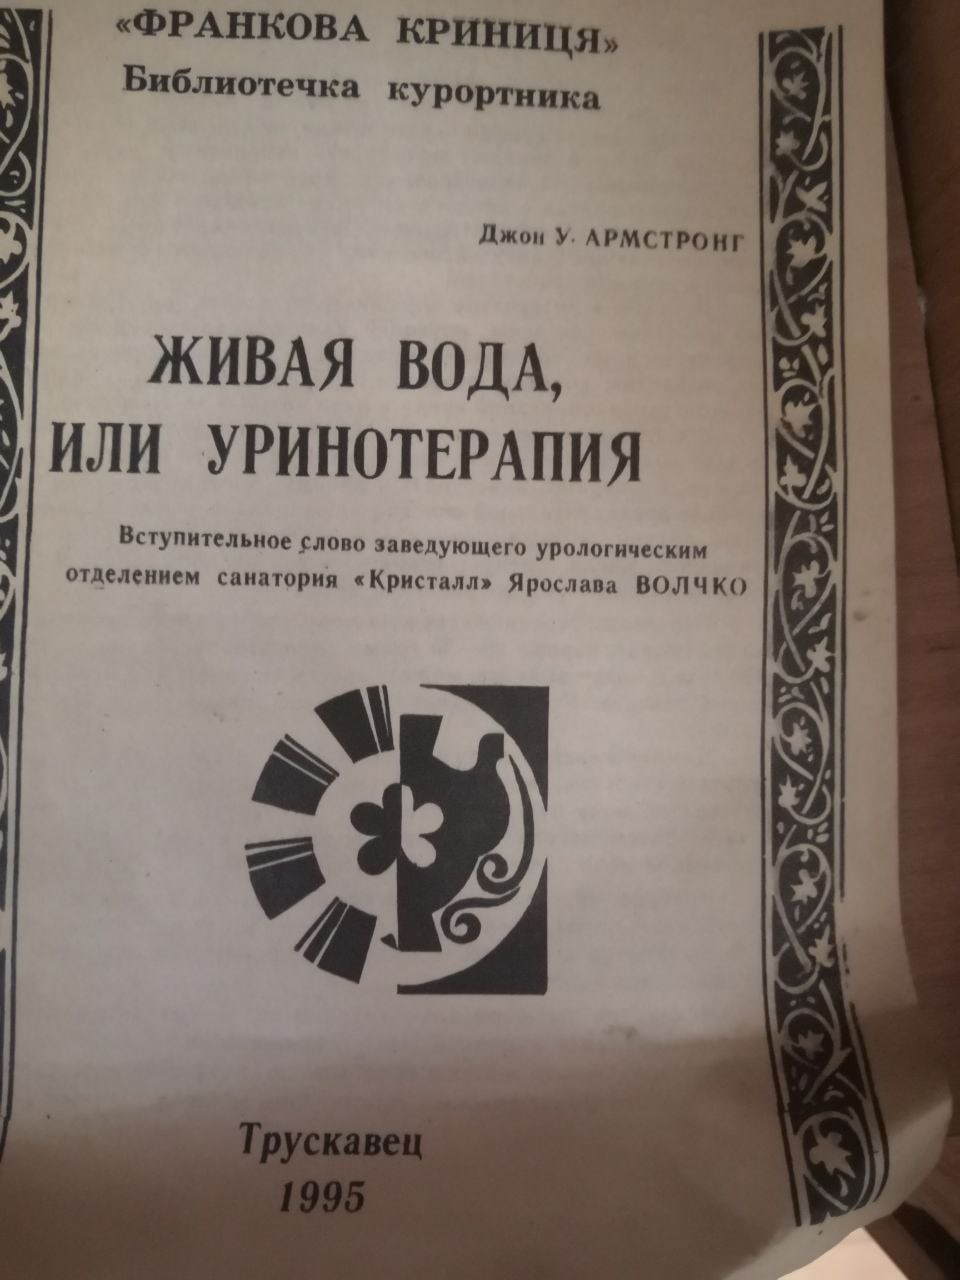 «ФРАНКОВА КРИНИЦЯ»
Библиотечка курортника
Джон У. АРМСТРОНГ
ЖИВАЯ ВОДА,
ИЛИ УРИНОТЕРАПИЯ
Вступительное слово заведующего урологическим
отделением санатория «Кристалл» Ярослава ВОЛЧКО
Трускавец
1995